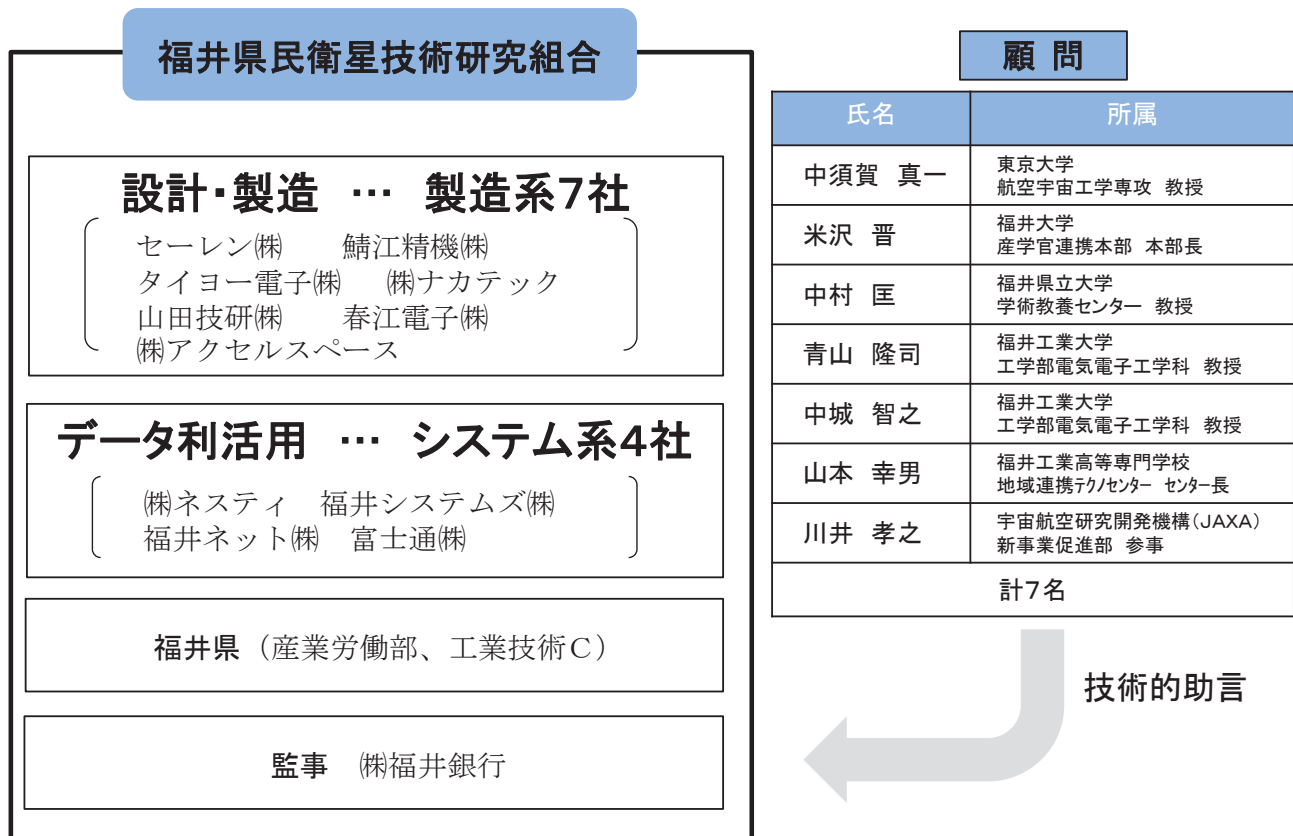 福井県民衛星技術研究組合
設計・製造 … 製造系7社
セーレン㈱ 鯖江精機㈱
タイヨー電子㈱ ㈱ナカテック
山田技研㈱ 春江電子㈱
㈱アクセルスペース
データ利活用 … システム系4社
㈱ネスティ 福井システムズ㈱
福井ネット㈱ 富士通㈱
福井県（産業労働部、工業技術C）
監事 ㈱福井銀行
顧 問
氏名 所属
中須賀 真一 東京大学
航空宇宙工学専攻 教授
米沢 晋 福井大学
産学官連携本部 本部長
中村 匡 福井県立大学
学術教養センター 教授
青山 隆司 福井工業大学
工学部電気電子工学科 教授
中城 智之 福井工業大学
工学部電気電子工学科 教授
山本 幸男 福井工業高等専門学校
地域連携ﾃｸﾉｾﾝﾀｰ ｾﾝﾀｰ長
川井 孝之 宇宙航空研究開発機構（JAXA）
新事業促進部 参事
計7名
技術的助言